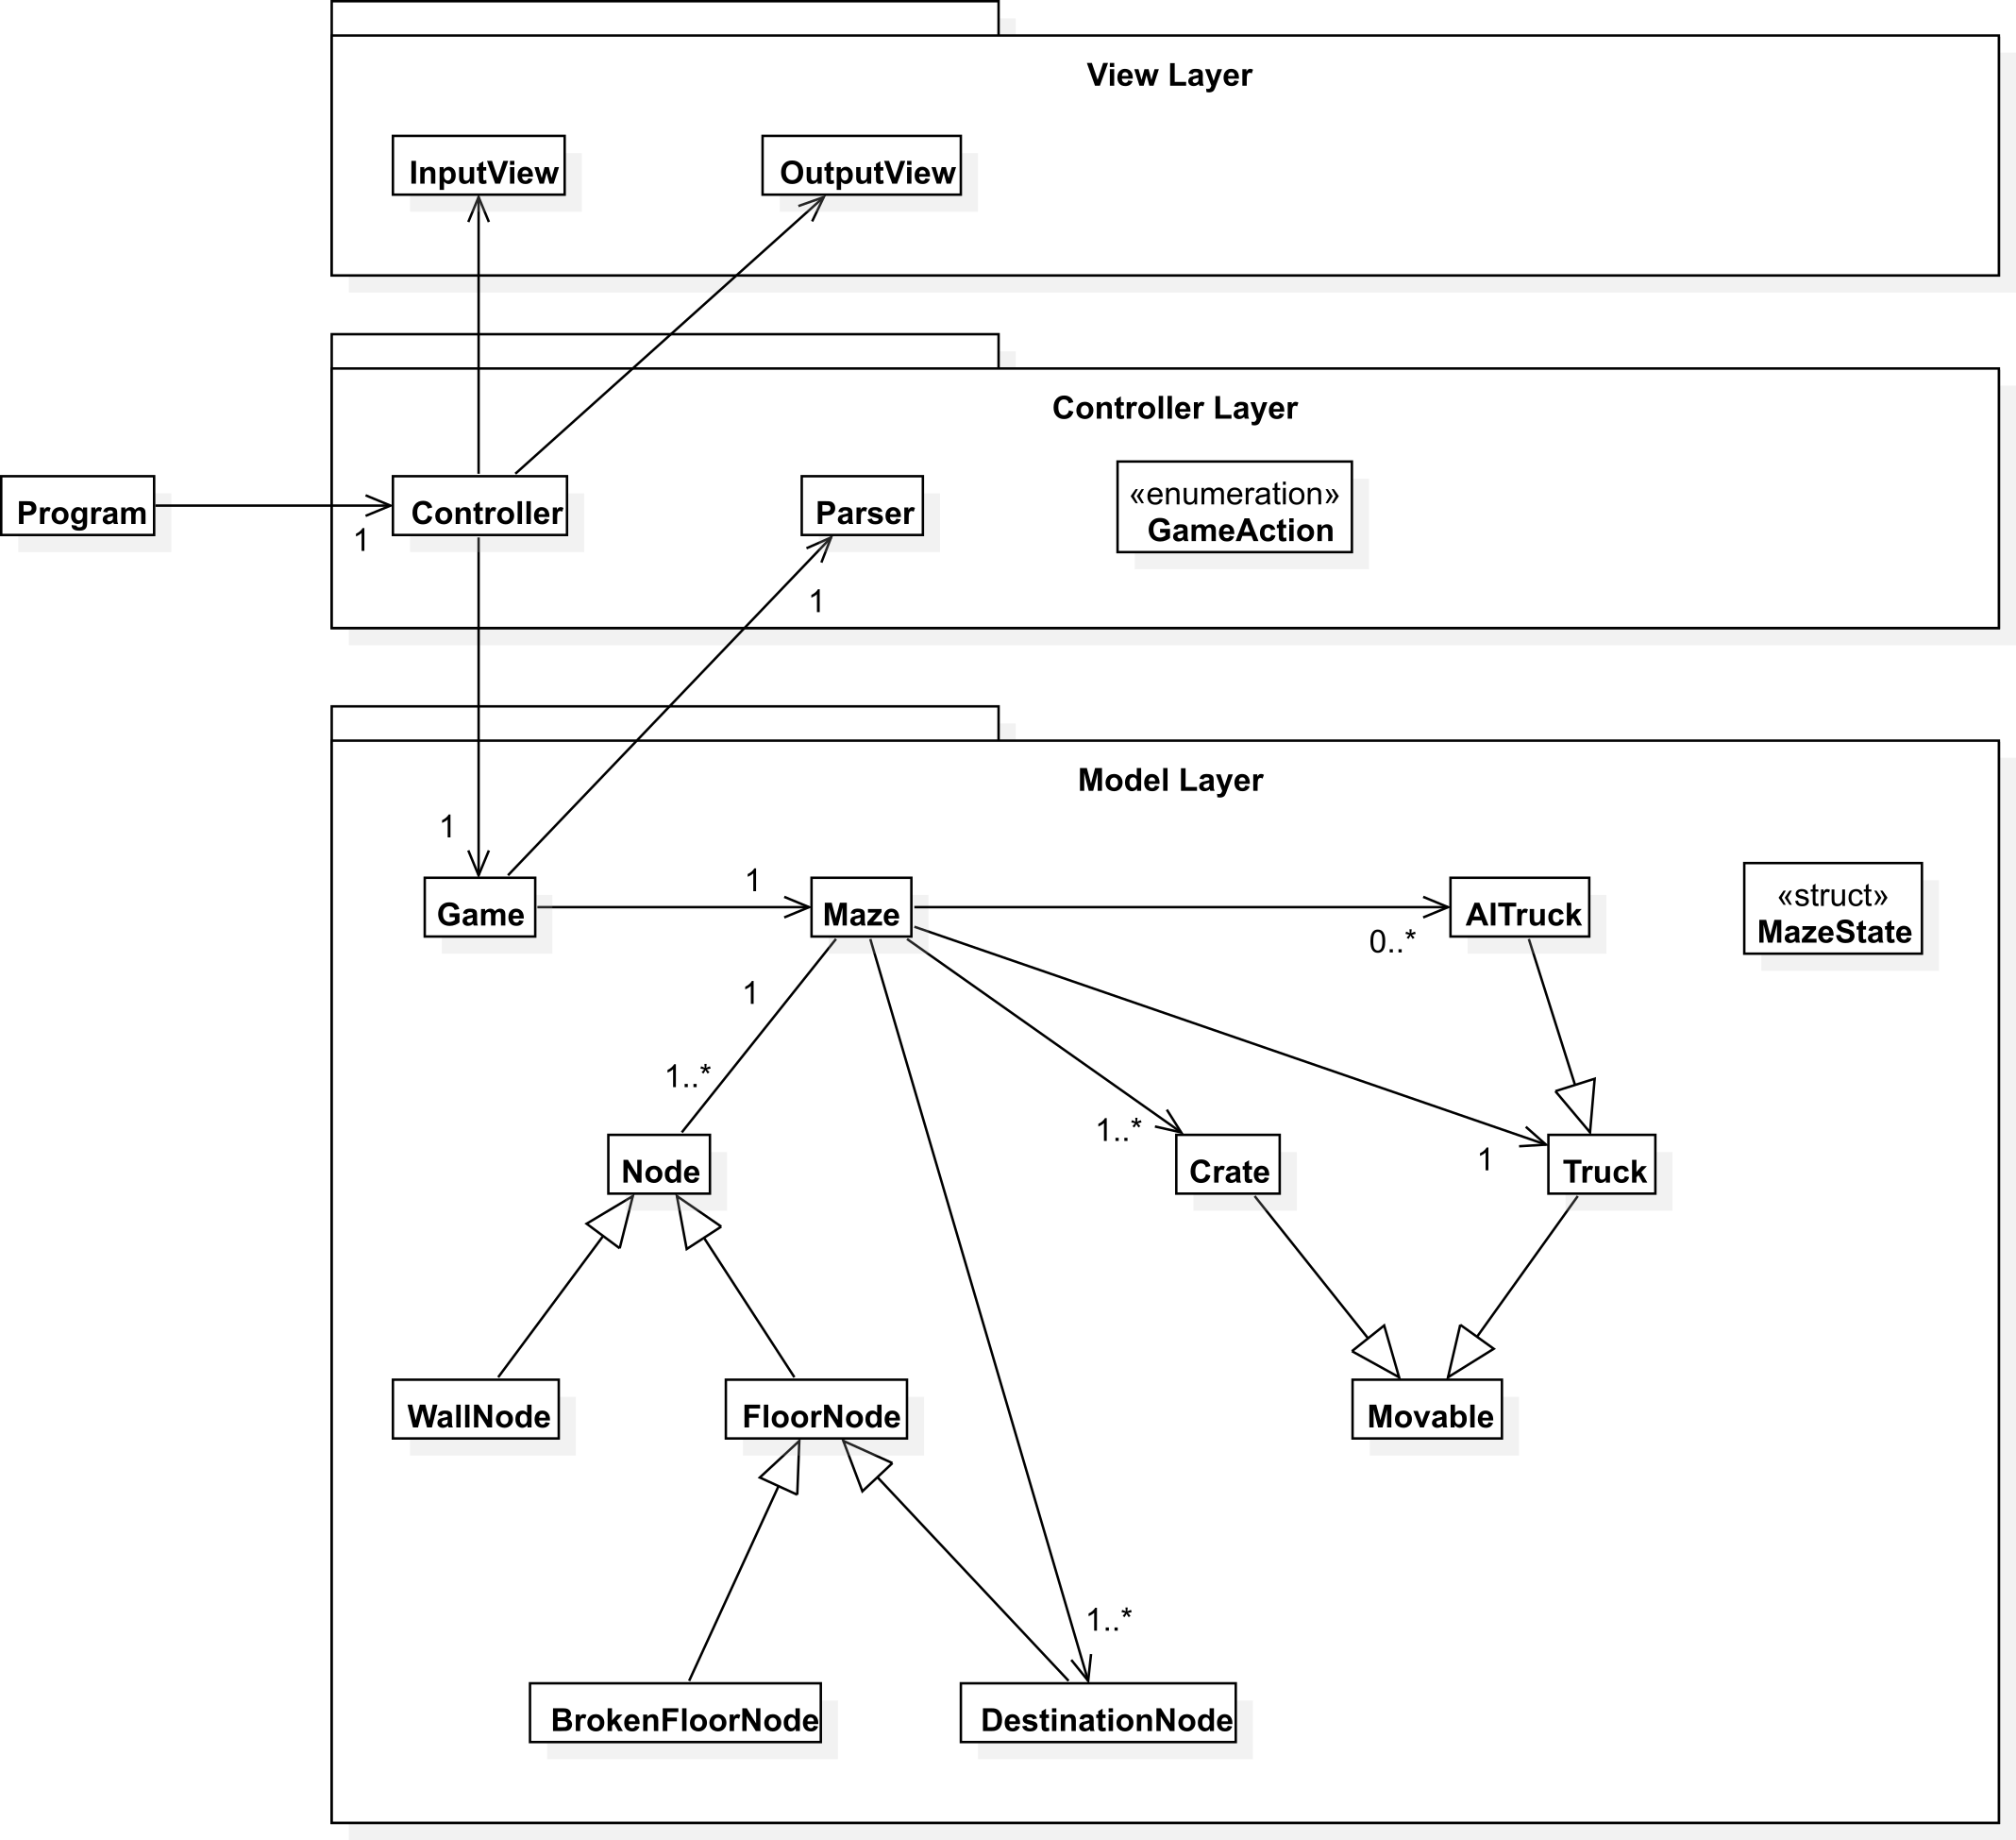 View Layer
InputView
OutputView
Controller Layer
Program
1
Controller
Parser
1
«enumeration»
GameAction
Model Layer
1
Game
1
Maze
0..*
AITruck
«struct»
MazeState
1
1..*
1..*
1
Node
Crate
Truck
WallNode
FloorNode
Movable
1..*
BrokenFloorNode
DestinationNode